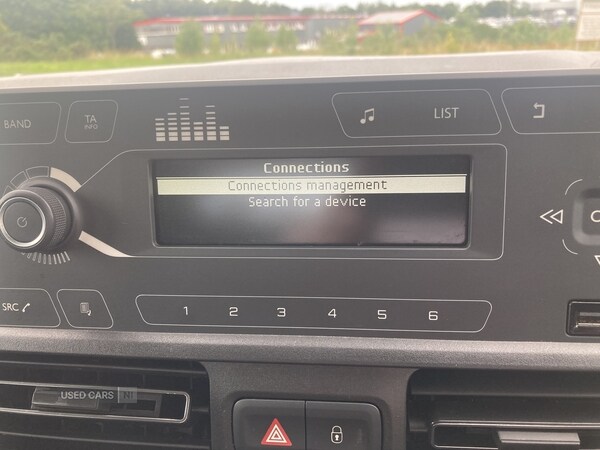 BAND
TA
INFO
LIST
Connections
Connections management
Search for a device
SRC
1 2 3 4 5 6
USED CARS NI